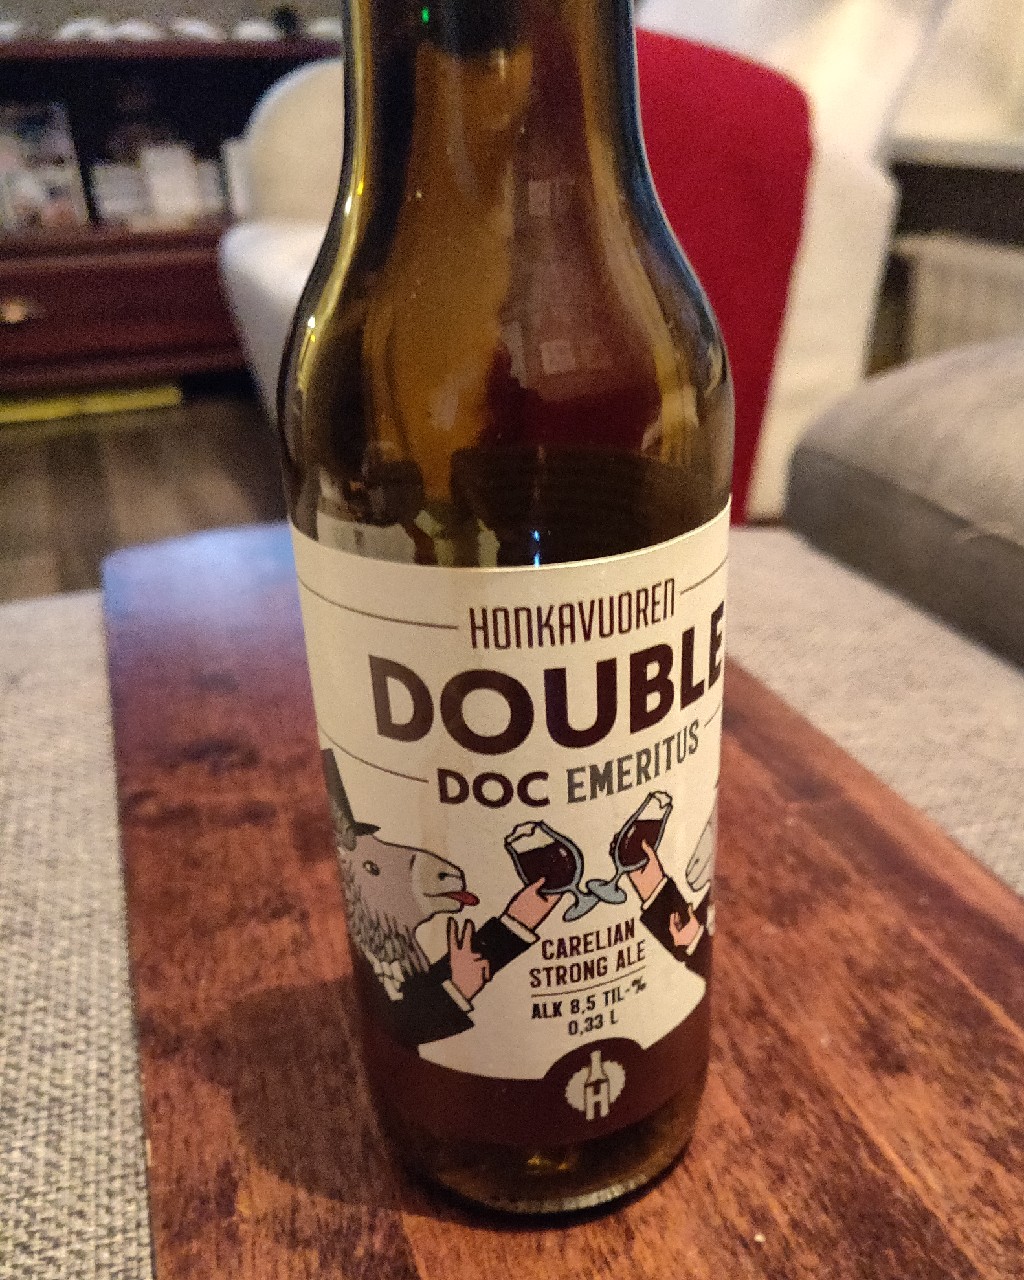 HONKAVUOREN
DOUBLE
DOC EMERITUS
CARELIAN
STRONG ALE
ALK 8,5 TIL-%
0,33 L
H